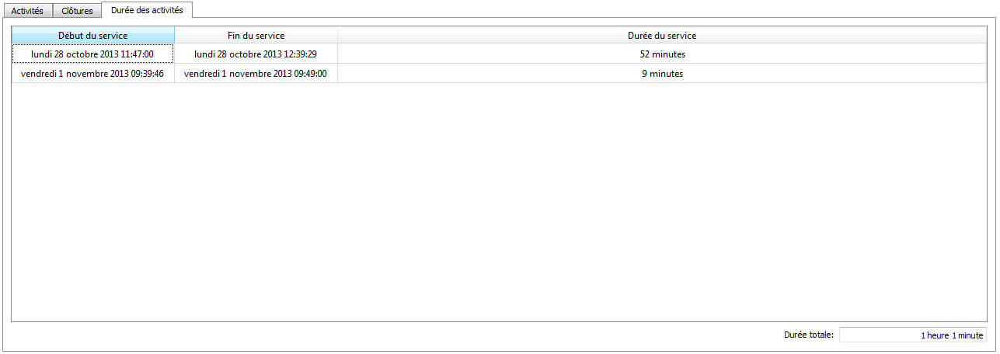 Activités Clôtures Durée des activités
Début du service Fin du service Durée du service
lundi 28 octobre 2013 11:47:00 lundi 28 octobre 2013 12:39:29 52 minutes
vendredi 1 novembre 2013 09:39:46 vendredi 1 novembre 2013 09:49:00 9 minutes
Durée totale: 1 heure 1 minute